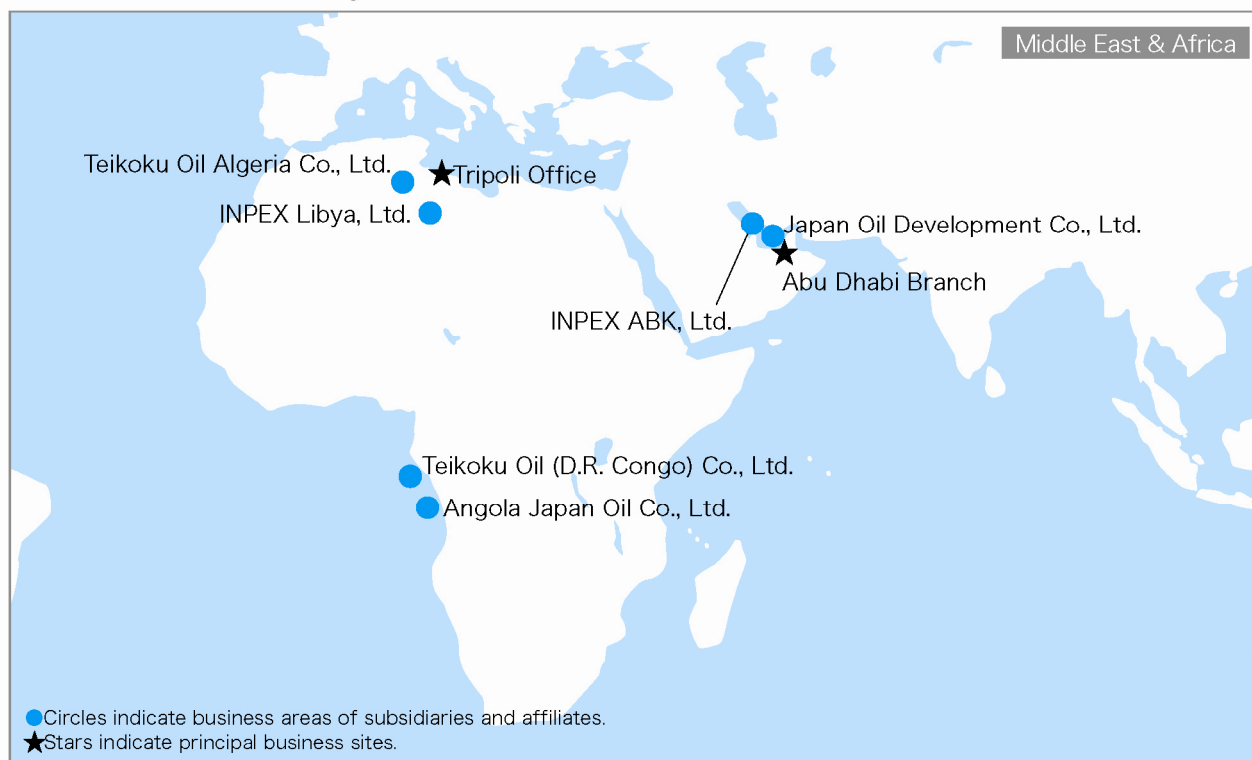 Middle East & Africa
Teikoku Oil Algeria Co., Ltd.
Tripoli Office
INPEX Libya, Ltd.
Japan Oil Development Co., Ltd.
Abu Dhabi Branch
INPEX ABK, Ltd.
Teikoku Oil (D.R. Congo) Co., Ltd.
Angola Japan Oil Co., Ltd.
Circles indicate business areas of subsidiaries and affiliates.
Stars indicate principal business sites.